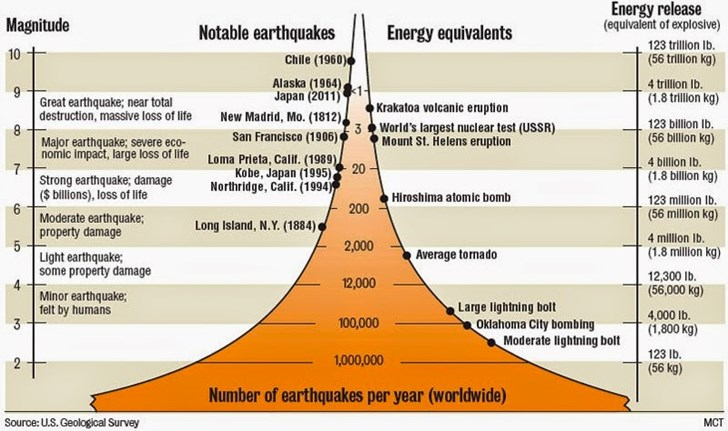 Magnitude
Notable earthquakes
Energy equivalents
Energy release
(equivalent of explosive)
10
Chile (1960)
123 trillion lb.
(56 trillion kg)
Alaska (1964)
9
Japan (2011)
<1
4 trillion lb.
(1.8 trillion kg)
Great earthquake; near total
destruction, massive loss of life
Krakatoa volcanic eruption
New Madrid, Mo. (1812)
8
3
World's largest nuclear test (USSR)
123 billion lb.
(56 billion kg)
San Francisco (1906)
Mount St. Helens eruption
Major earthquake; severe eco-
nomic impact, large loss of life
Loma Prieta, Calif. (1989)
7
Kobe, Japan (1995)
20
4 billion lb.
(1.8 billion kg)
Strong earthquake; damage
($ billions), loss of life
Northridge, Calif. (1994)
Hiroshima atomic bomb
6
200
123 million lb.
(56 million kg)
Moderate earthquake;
property damage
Long Island, N.Y. (1884)
5
2,000
4 million lb.
(1.8 million kg)
Light earthquake;
some property damage
Average tornado
4
12,000
12,300 lb.
(56,000 kg)
Minor earthquake;
felt by humans
Large lightning bolt
3
100,000
Oklahoma City bombing
4,000 lb.
(1,800 kg)
Moderate lightning bolt
2
1,000,000
123 lb.
(56 kg)
Number of earthquakes per year (worldwide)
Source: U.S. Geological Survey
MCT